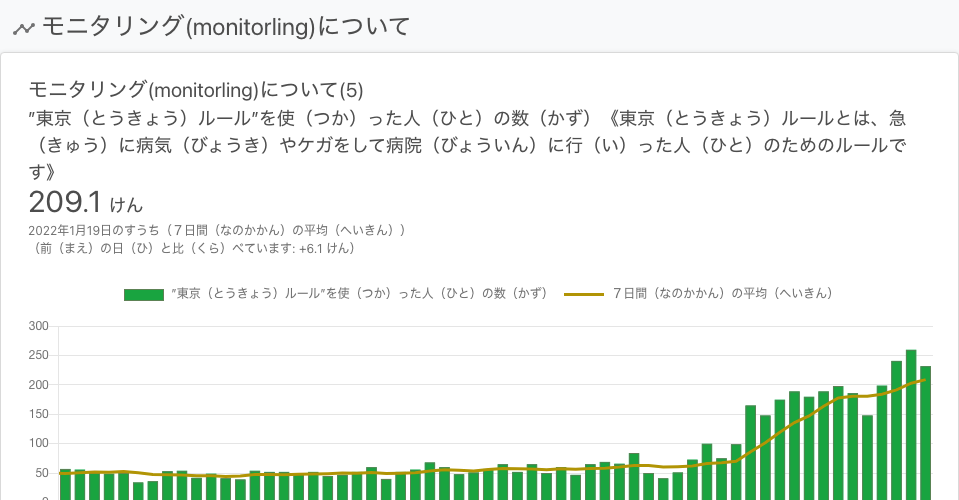 モニタリング(monitorling)について
モニタリング(monitorling)について(5)
”東京（とうきょう）ルール”を使（つか）った人（ひと）の数（かず）《東京（とうきょう）ルールとは、急
（きゅう）に病気（びょうき）やケガをして病院（びょういん）に行（い）った人（ひと）のためのルールで
す》
209.1 けん
2022年1月19日のすうち（７日間（なのかかん）の平均（へいきん））
（前（まえ）の日（ひ）と比（くら）べています: +6.1 けん）
”東京（とうきょう）ルール”を使（つか）った人（ひと）の数（かず） ７日間（なのかかん）の平均（へいきん）
300
250
200
150
100
50
0